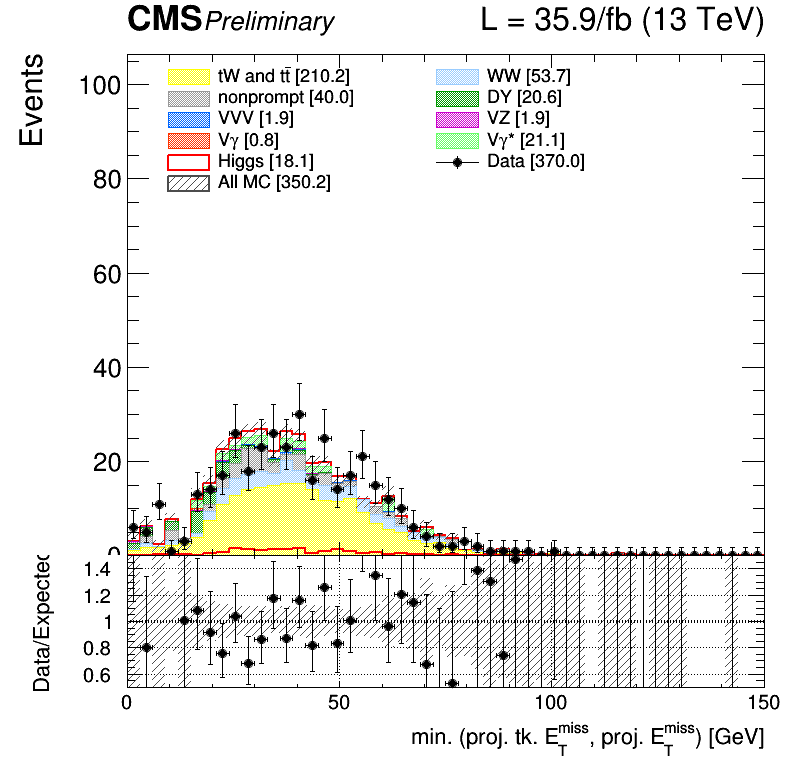 CMS Preliminary L = 35.9/fb (13 TeV)
Events
100
80
60
40
20
0
tW and tt̄ [210.2]
nonprompt [40.0]
VVV [1.9]
Vγ [0.8]
Higgs [18.1]
All MC [350.2]
WW [53.7]
DY [20.6]
VZ [1.9]
Vγ* [21.1]
Data [370.0]
Data/Expected
1.4
1.2
1
0.8
0.6
0 50 100 150
min. (proj. tk. E_T^miss, proj. E_T^miss) [GeV]